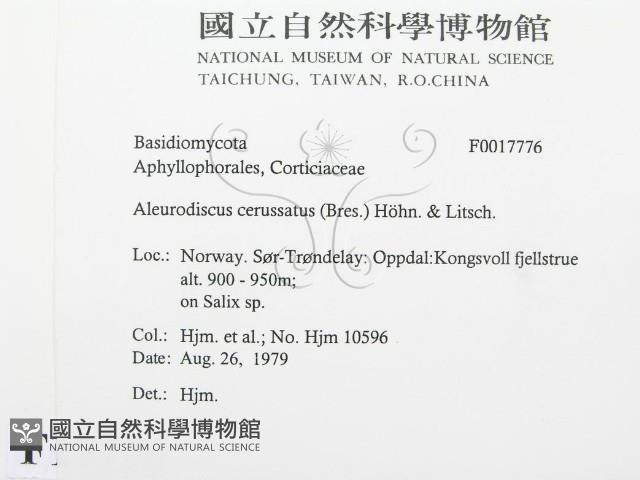 國立自然科學博物館
NATIONAL MUSEUM OF NATURAL SCIENCE
TAICHUNG, TAIWAN, R.O.CHINA
Basidiomycota F0017776
Aphyllophorales, Corticiaceae
Aleurodiscus cerussatus (Bres.) Höhn. & Litsch.
Loc.: Norway. Sør-Trøndelay: Oppdal:Kongsvoll fjellstrue
alt. 900 - 950m;
on Salix sp.
Col.: Hjm. et al.; No. Hjm 10596
Date: Aug. 26, 1979
Det.: Hjm.
國立自然科學博物館
NATIONAL MUSEUM OF NATURAL SCIENCE